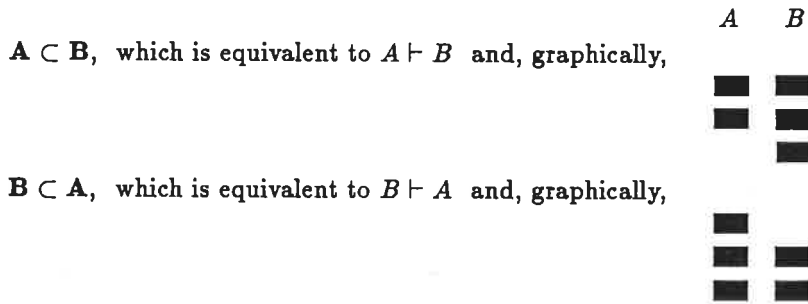 A B
𝐀 ⊂ 𝐁, which is equivalent to A ⊢ B and, graphically,
𝐁 ⊂ 𝐀, which is equivalent to B ⊢ A and, graphically,